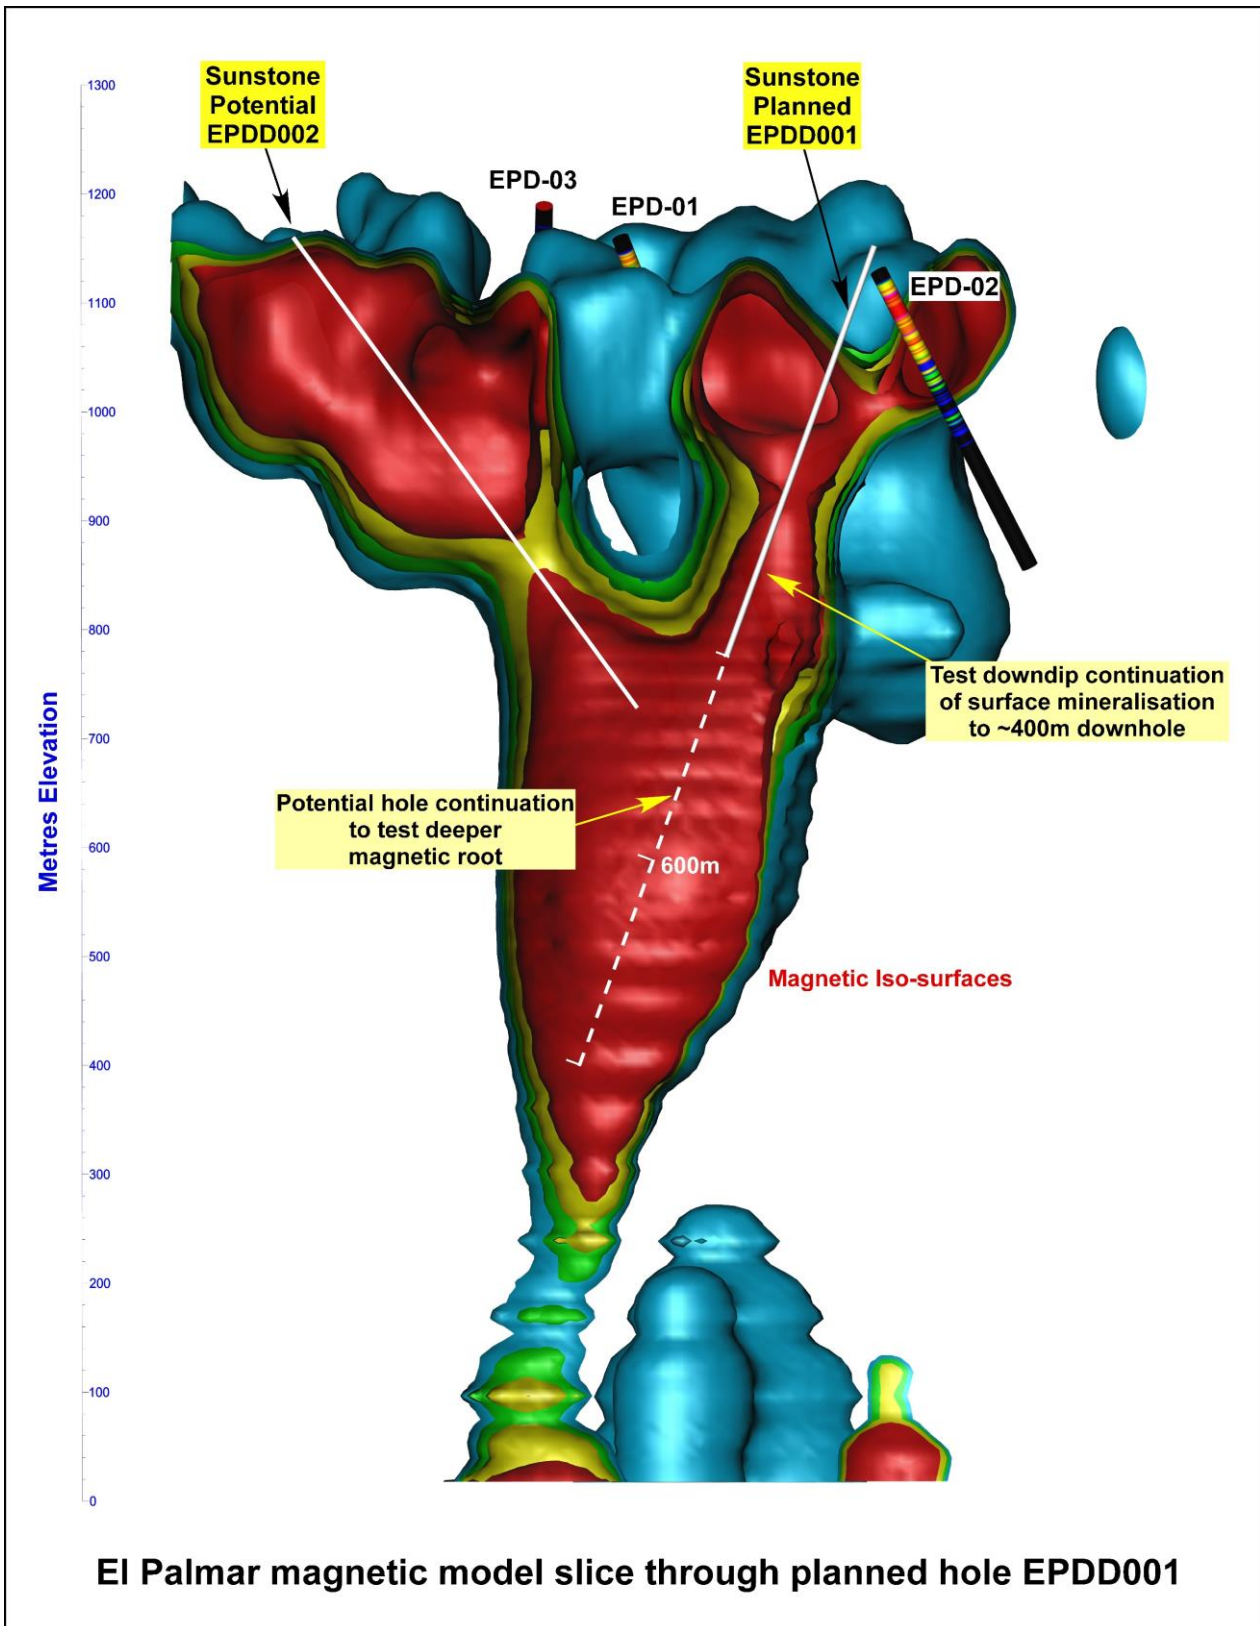 Sunstone
Potential
EPDD002
Sunstone
Planned
EPDD001
EPD-03
EPD-01
EPD-02
1300
1200
1100
1000
900
800
700
600
500
400
300
200
100
0
Metres Elevation
Test downdip continuation
of surface mineralisation
to ~400m downhole
Potential hole continuation
to test deeper
magnetic root
600m
Magnetic Iso-surfaces
El Palmar magnetic model slice through planned hole EPDD001